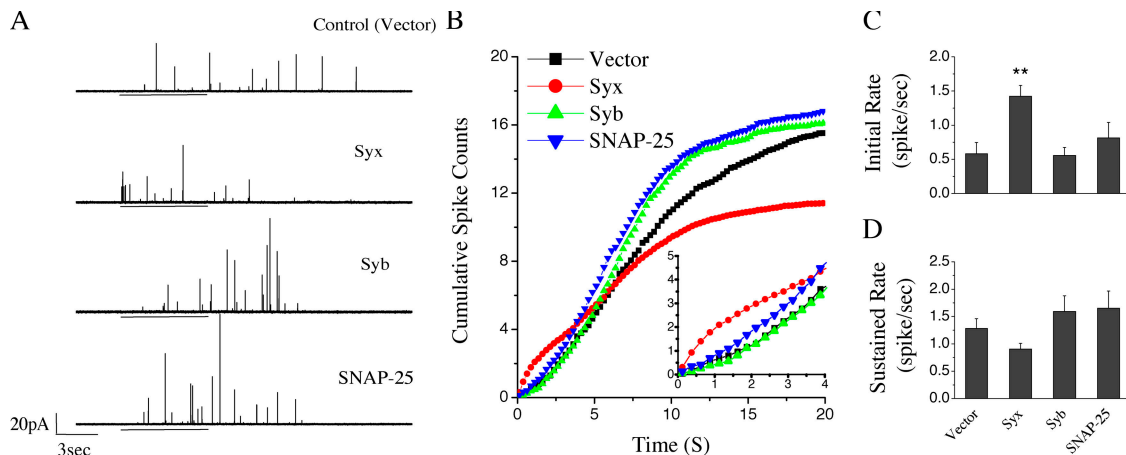 A
Control (Vector)
Syx
Syb
SNAP-25
20pA
3sec
B
20
16
12
8
4
0
Cumulative Spike Counts
Vector
Syx
Syb
SNAP-25
5
4
3
2
1
0
0 1 2 3 4
0 5 10 15 20
Time (S)
C
2.0
1.5
1.0
0.5
0.0
Initial Rate
(spike/sec)
**
D
2.5
2.0
1.5
1.0
0.5
0.0
Sustained Rate
(spike/sec)
Vector
Syx
Syb
SNAP-25